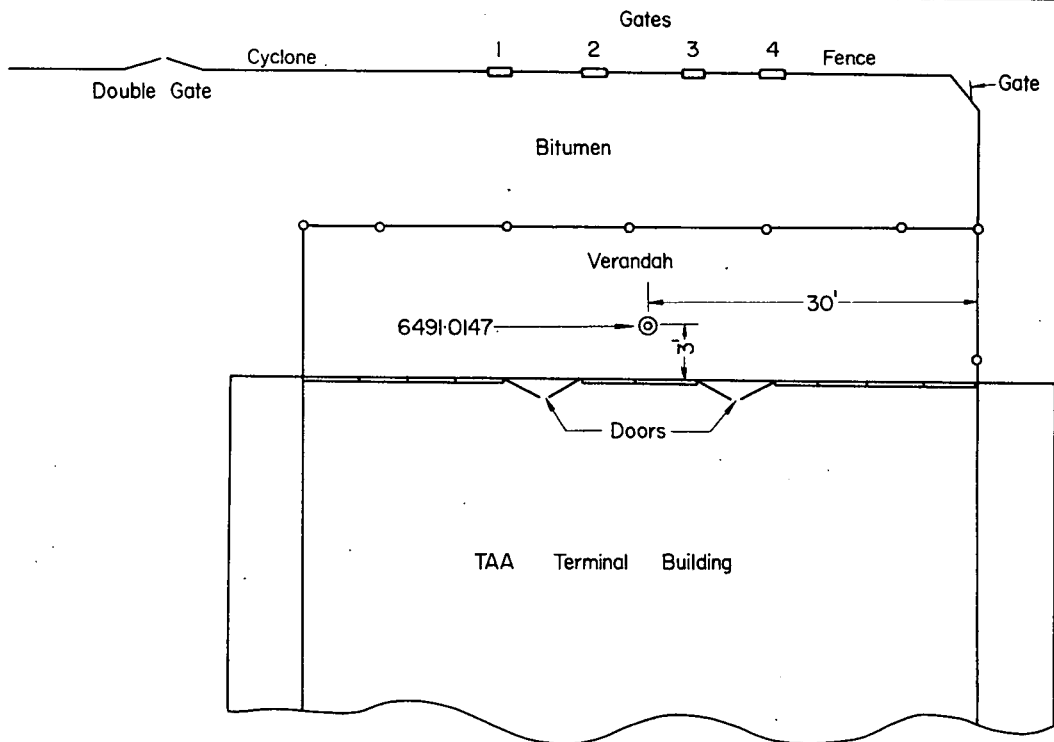 Gates
1 2 3 4
Cyclone Fence
Double Gate
Gate
Bitumen
Verandah
30'
6491·0147
3'
Doors
TAA Terminal Building